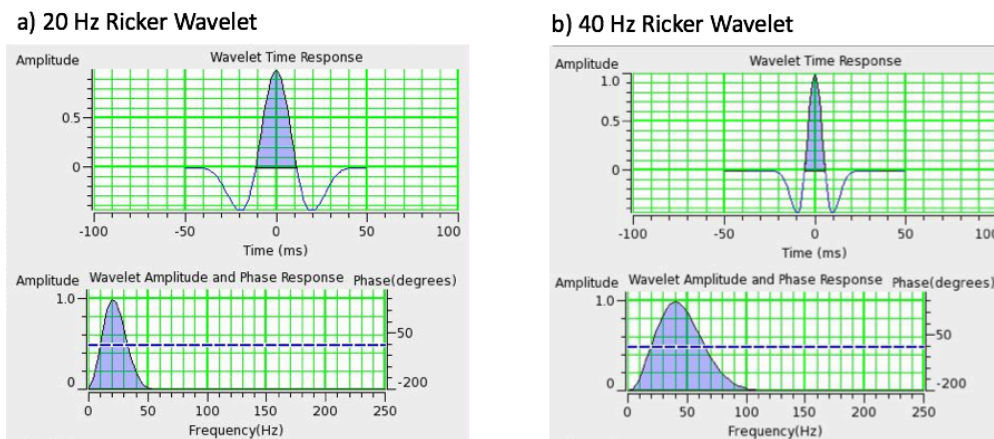 a) 20 Hz Ricker Wavelet
Amplitude Wavelet Time Response
0.5
0
-100 -50 0 50 100
Time (ms)
Amplitude Wavelet Amplitude and Phase Response Phase(degrees)
1.0
-50
0 -200
0 50 100 150 200 250
Frequency(Hz)
b) 40 Hz Ricker Wavelet
Amplitude Wavelet Time Response
1.0
0.5
0
-100 -50 0 50 100
Time (ms)
Amplitude Wavelet Amplitude and Phase Response Phase(degrees)
1.0
-50
0 -200
0 50 100 150 200 250
Frequency(Hz)